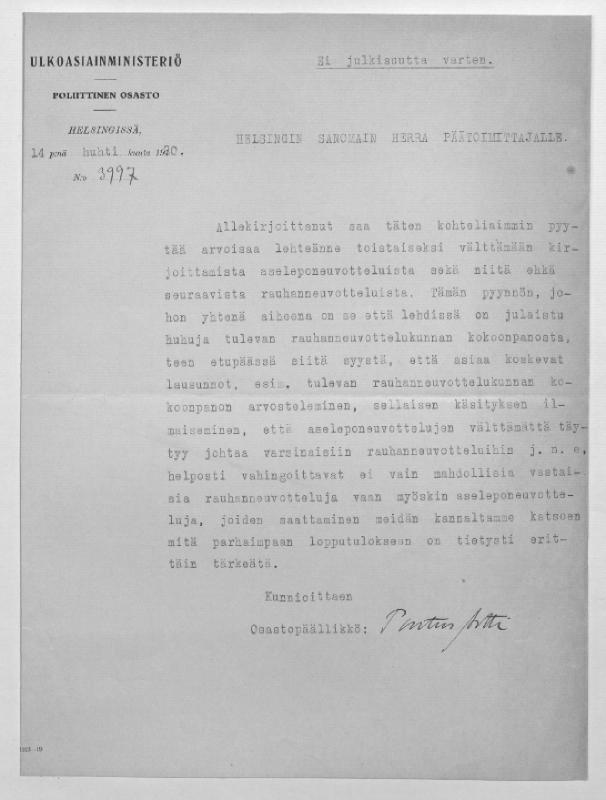 ULKOASIAINMINISTERIÖ
Ei julkisuutta varten.
POLIITTINEN OSASTO
HELSINGISSÄ,
14 pnä huhti kuuta 1920.
N:o 3997
HELSINGIN SANOMAIN HERRA PÄÄTOIMITTAJALLE.
Allekirjoittanut saa täten kohteliaimmin pyy-
tää arvoisaa lehteänne toistaiseksi välttämään kir-
joittamista aseleponeuvotteluista sekä niitä ehkä
seuraavista rauhanneuvotteluista. Tämän pyynnön, jo-
hon yhtenä aiheena on se että lehdissä on julaistu
huhuja tulevan rauhanneuvottelukunnan kokoonpanosta,
teen etupäässä siitä syystä, että asiaa koskevat
lausunnot, esim. tulevan rauhanneuvottelukunnan ko-
koonpanon arvosteleminen, sellaisen käsityksen il-
maiseminen, että aseleponeuvottelujen välttämättä täy-
tyy johtaa varsinaisiin rauhanneuvotteluihin j. n. e,
helposti vahingoittavat ei vain mahdollisia vastai-
sia rauhanneuvotteluja vaan myöskin aseleponeuvotte-
luja, joiden saattaminen meidän kannaltamme katsoen
mitä parhaimpaan lopputulokseen on tietysti erit-
täin tärkeätä.
Kunnioittaen
Osastopäällikkö: Pontus Artti